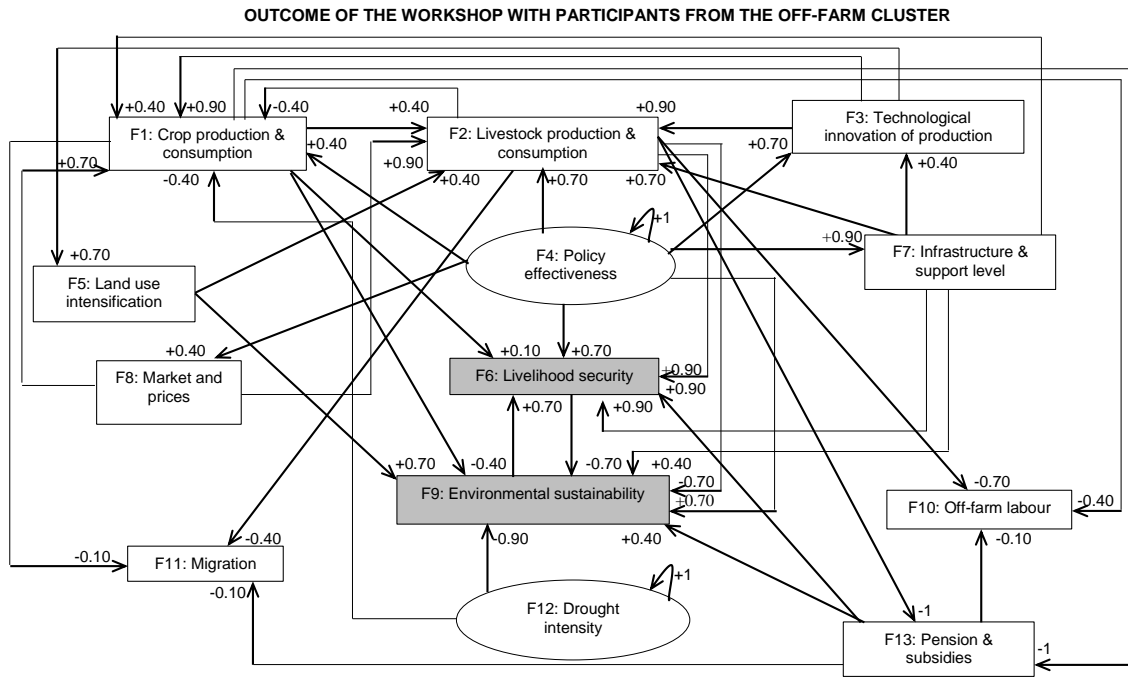 OUTCOME OF THE WORKSHOP WITH PARTICIPANTS FROM THE OFF-FARM CLUSTER
+0.40
+0.90
-0.40
+0.40
+0.90
F1: Crop production &
consumption
+0.40
F2: Livestock production &
consumption
F3: Technological
innovation of production
+0.70
+0.70
-0.40
+0.90
+0.40
+0.70
+0.70
+0.40
+1
F4: Policy
effectiveness
+0.90
F7: Infrastructure &
support level
+0.70
F5: Land use
intensification
+0.40
F8: Market and
prices
+0.10
+0.70
F6: Livelihood security
+0.90
+0.90
+0.70
+0.90
+0.70
-0.40
-0.70
+0.40
F9: Environmental sustainability
-0.70
+0.70
-0.70
F10: Off-farm labour
-0.40
-0.10
-0.90
+0.40
-0.40
-0.10
F11: Migration
-0.10
+1
F12: Drought
intensity
-1
F13: Pension &
subsidies
-1